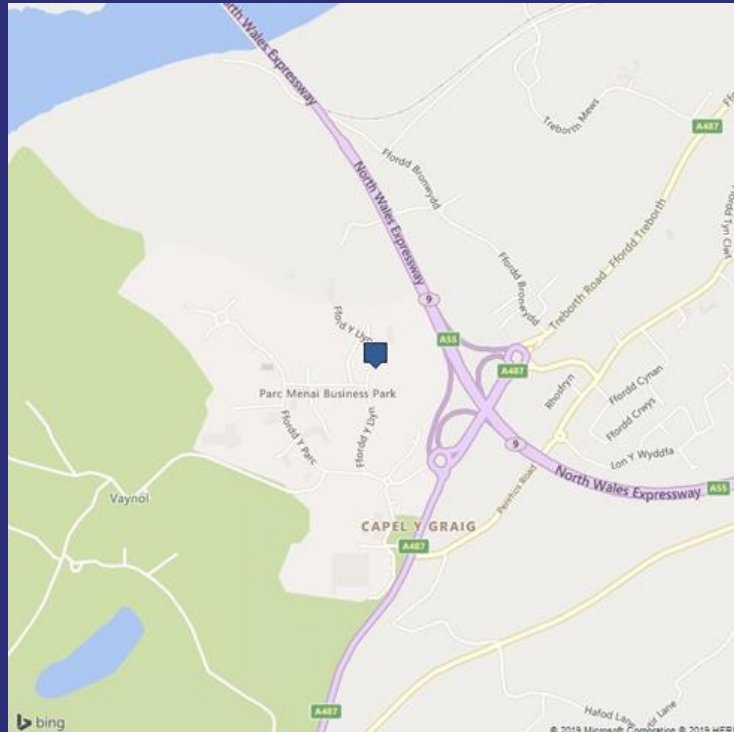 North Wales Expressway
Treborth Mews
A487
Ffordd Bronwydd
North Wales Expressway
Ffordd Tyn Clwt
Ffordd Treborth
Ffordd Bronwydd
9
Treborth Road
Fford Y Llyn
A55
A487
Parc Menai Business Park
Rhosfryn
Ffordd Cynan
Ffordd Crwys
Ffordd Y Parc
Ffordd Y Llyn
9
Lon Y Wyddfa
North Wales Expressway
A55
Penrhos Road
Vaynol
CAPEL Y GRAIG
A487
A487
Hafod Lane
Lane
bing
© 2019 Microsoft Corporation © 2019 HERE